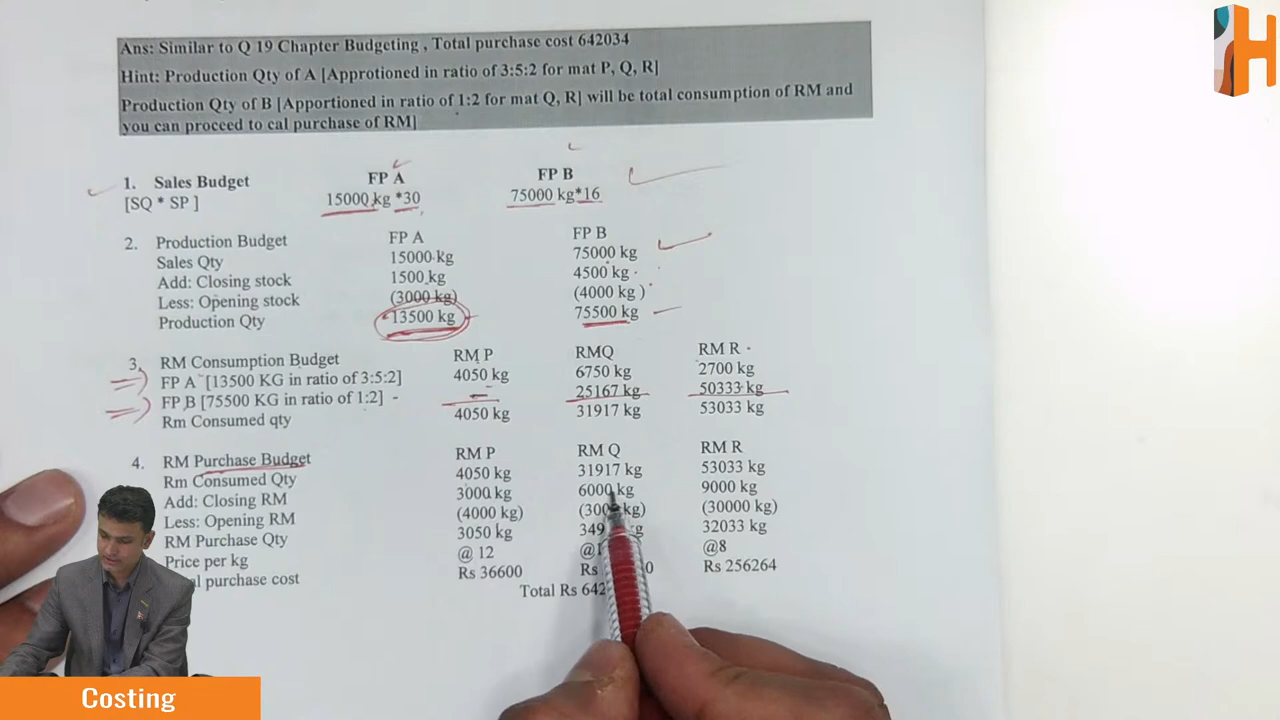 Ans: Similar to Q 19 Chapter Budgeting , Total purchase cost 642034
Hint: Production Qty of A [Approtioned in ratio of 3:5:2 for mat P, Q, R]
Production Qty of B [Apportioned in ratio of 1:2 for mat Q, R] will be total consumption of RM and
you can proceed to cal purchase of RM]
1. Sales Budget FP A FP B
[SQ * SP ] 15000 kg *30 75000 kg*16
2. Production Budget FP A FP B
Sales Qty 15000 kg 75000 kg
Add: Closing stock 1500 kg 4500 kg
Less: Opening stock (3000 kg) (4000 kg )
Production Qty 13500 kg 75500 kg
3. RM Consumption Budget RM P RMQ RM R
FP A [13500 KG in ratio of 3:5:2] 4050 kg 6750 kg 2700 kg
FP B [75500 KG in ratio of 1:2] - 25167 kg 50333 kg
Rm Consumed qty 4050 kg 31917 kg 53033 kg
4. RM Purchase Budget RM P RM Q RM R
Rm Consumed Qty 4050 kg 31917 kg 53033 kg
Add: Closing RM 3000 kg 6000 kg 9000 kg
Less: Opening RM (4000 kg) (30000 kg)
RM Purchase Qty 3050 kg 32033 kg
Price per kg @ 12 @8
purchase cost Rs 36600 Rs Rs 256264
Total Rs
H
Costing